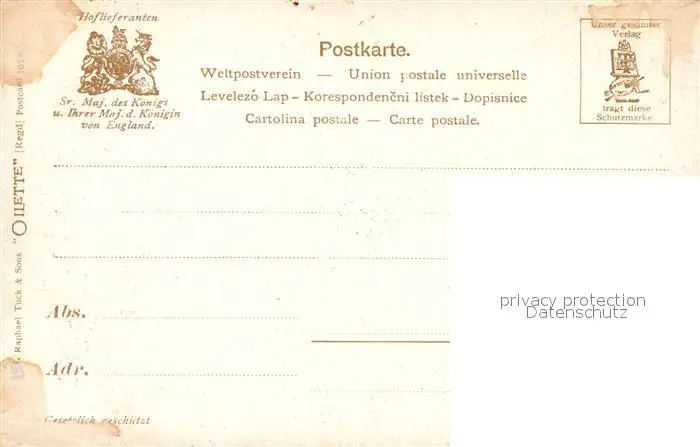 Hoflieferanten
Sr. Maj. des Königs
u. Ihrer Maj. d. Königin
von England.
Postkarte.
Weltpostverein — Union postale universelle
Levelező-Lap – Korespondenčni listek – Dopisnice
Cartolina postale — Carte postale.
Unser gesamter
Verlag
trägt diese
Schutzmarke
Raphael Tuck & Sons "OILETTE" [Regd] Postcard
Abs.
Adr.
Gesetzlich geschützt
privacy protection
Datenschutz